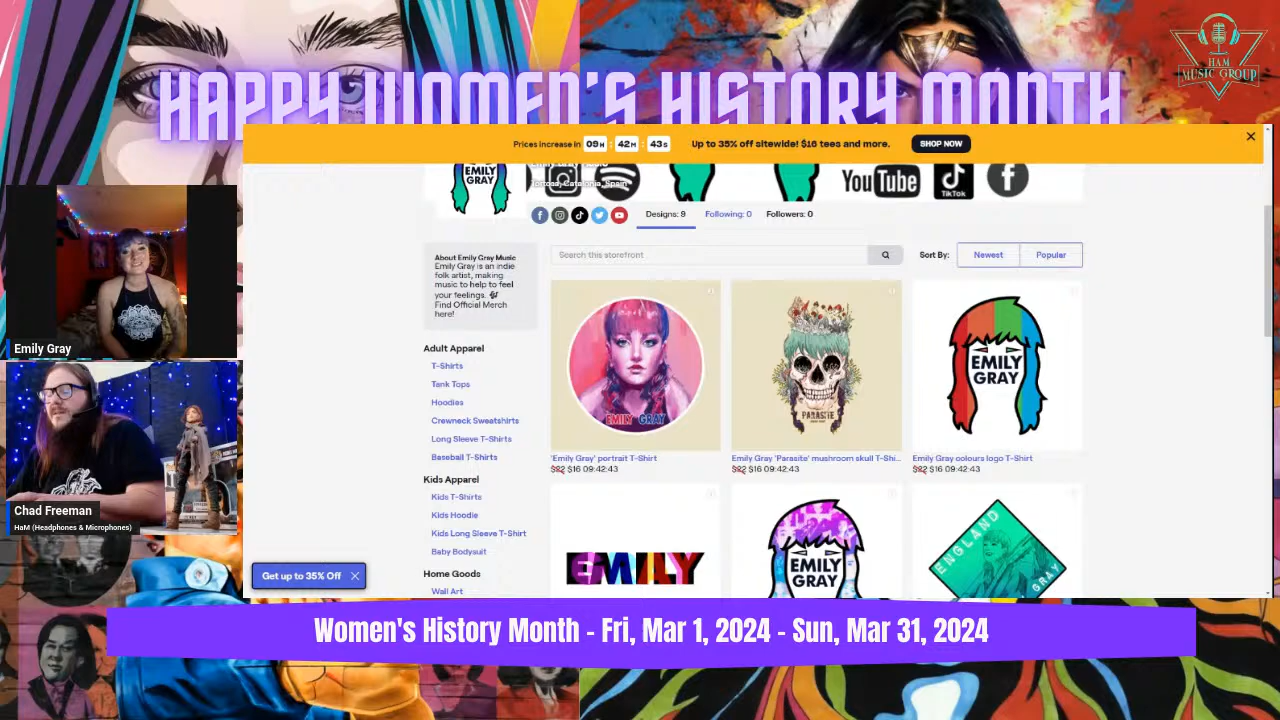 HAPPY WOMEN'S HISTORY MONTH
HAM
MUSIC GROUP
Prices increase in 09H : 42M : 43S Up to 35% off sitewide! $16 tees and more. SHOP NOW
EMILY
GRAY
Tortosa, Catalonia, Spain
YouTube
TikTok
Designs: 9 Following: 0 Followers: 0
About Emily Gray Music
Emily Gray is an indie
folk artist, making
music to help to feel
your feelings.
Find Official Merch
here!
Search this storefront
Sort By: Newest Popular
Adult Apparel
T-Shirts
Tank Tops
Hoodies
Crewneck Sweatshirts
Long Sleeve T-Shirts
Baseball T-Shirts
Kids Apparel
Kids T-Shirts
Kids Hoodie
Kids Long Sleeve T-Shirt
Baby Bodysuit
Home Goods
Wall Art
EMILY GRAY
PARASITE
EMILY
GRAY
'Emily Gray' portrait T-Shirt
$22 $16 09:42:43
Emily Gray 'Parasite' mushroom skull T-Shi...
$22 $16 09:42:43
Emily Gray colours logo T-Shirt
$22 $16 09:42:43
EMILY
EMILY
GRAY
ENGLAND
GRAY
Get up to 35% Off
Emily Gray
Chad Freeman
HaM (Headphones & Microphones)
Women's History Month - Fri, Mar 1, 2024 - Sun, Mar 31, 2024